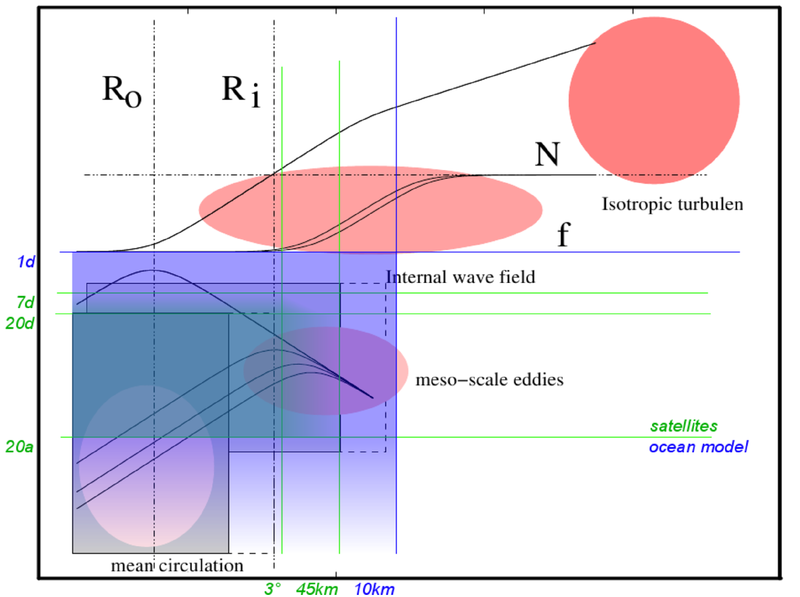 Ro
Ri
N
Isotropic turbulen
f
1d
Internal wave field
7d
20d
meso−scale eddies
satellites
20a
ocean model
mean circulation
3° 45km 10km